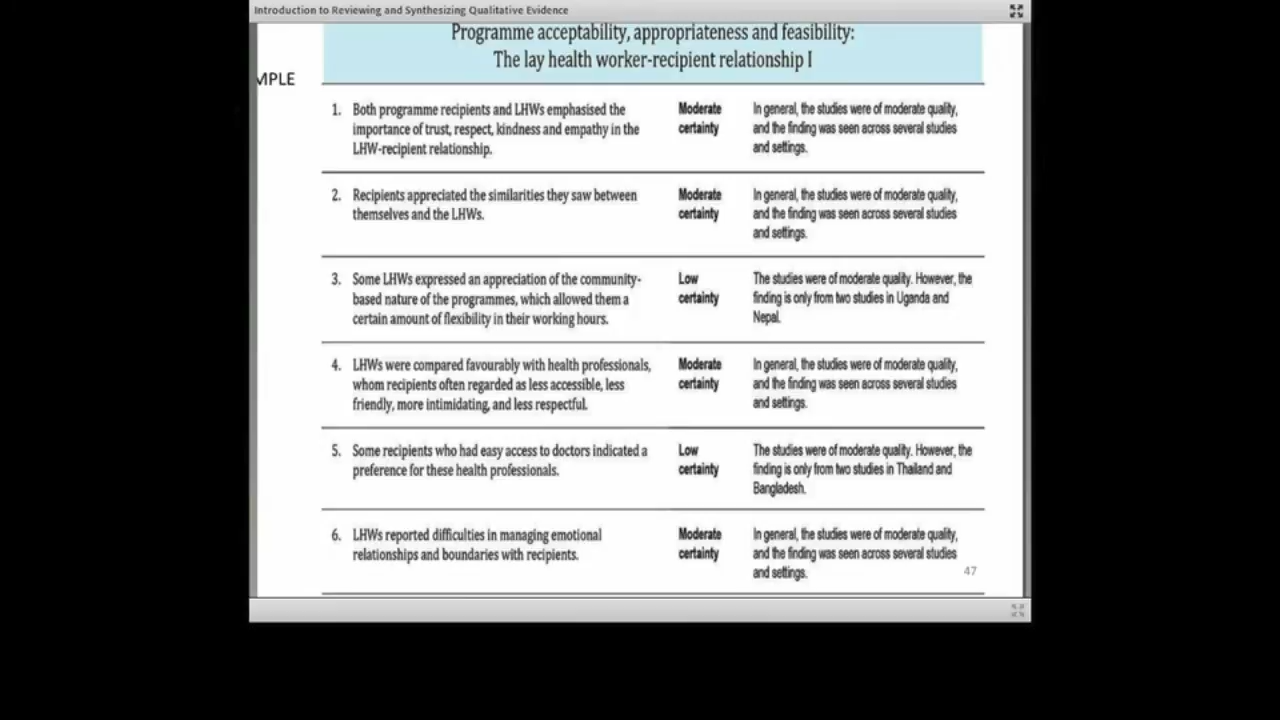 Introduction to Reviewing and Synthesizing Qualitative Evidence
Programme acceptability, appropriateness and feasibility:
The lay health worker-recipient relationship I
MPLE
1. Both programme recipients and LHWs emphasised the
importance of trust, respect, kindness and empathy in the
LHW-recipient relationship.
Moderate
certainty
In general, the studies were of moderate quality,
and the finding was seen across several studies
and settings.
2. Recipients appreciated the similarities they saw between
themselves and the LHWs.
Moderate
certainty
In general, the studies were of moderate quality,
and the finding was seen across several studies
and settings.
3. Some LHWs expressed an appreciation of the community-
based nature of the programmes, which allowed them a
certain amount of flexibility in their working hours.
Low
certainty
The studies were of moderate quality. However, the
finding is only from two studies in Uganda and
Nepal.
4. LHWs were compared favourably with health professionals,
whom recipients often regarded as less accessible, less
friendly, more intimidating, and less respectful.
Moderate
certainty
In general, the studies were of moderate quality,
and the finding was seen across several studies
and settings.
5. Some recipients who had easy access to doctors indicated a
preference for these health professionals.
Low
certainty
The studies were of moderate quality. However, the
finding is only from two studies in Thailand and
Bangladesh.
6. LHWs reported difficulties in managing emotional
relationships and boundaries with recipients.
Moderate
certainty
In general, the studies were of moderate quality,
and the finding was seen across several studies
and settings.
47